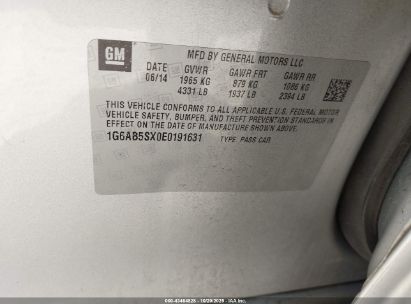 GM
MFD BY GENERAL MOTORS LLC
DATE GVWR GAWR FRT GAWR RR
06/14 1965 KG 879 KG 1086 KG
4331 LB 1937 LB 2394 LB
THIS VEHICLE CONFORMS TO ALL APPLICABLE U.S. FEDERAL MOTOR
VEHICLE SAFETY, BUMPER, AND THEFT PREVENTION STANDARDS
IN EFFECT ON THE DATE OF MANUFACTURE SHOWN ABOVE.
1G6AB5SX0E0191631 TYPE: PASS CAR